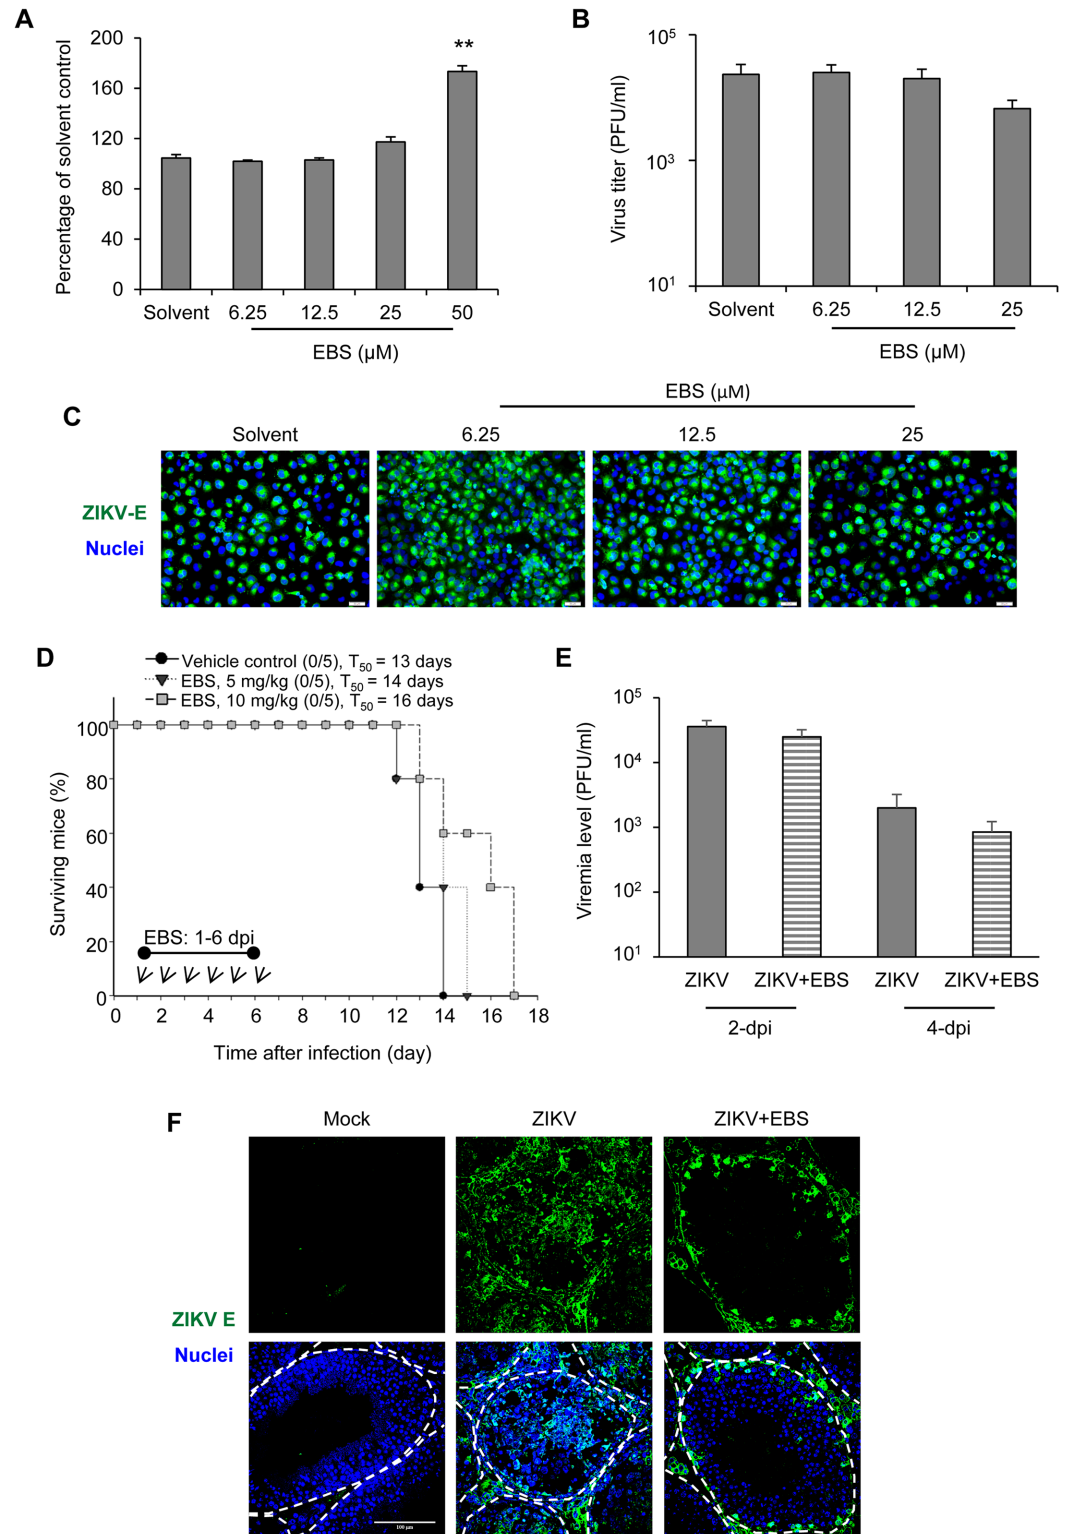 A
200
160
120
80
40
0
Percentage of solvent control
**
Solvent 6.25 12.5 25 50
EBS (µM)
B
10⁵
10³
10¹
Virus titer (PFU/ml)
Solvent 6.25 12.5 25
EBS (µM)
C
EBS (µM)
Solvent 6.25 12.5 25
ZIKV-E
Nuclei
D
Vehicle control (0/5), T₅₀ = 13 days
EBS, 5 mg/kg (0/5), T₅₀ = 14 days
EBS, 10 mg/kg (0/5), T₅₀ = 16 days
100
80
60
40
20
0
Surviving mice (%)
EBS: 1-6 dpi
0 2 4 6 8 10 12 14 16 18
Time after infection (day)
E
10⁵
10⁴
10³
10²
10¹
Viremia level (PFU/ml)
ZIKV ZIKV+EBS ZIKV ZIKV+EBS
2-dpi 4-dpi
F
Mock ZIKV ZIKV+EBS
ZIKV E
Nuclei
100 µm